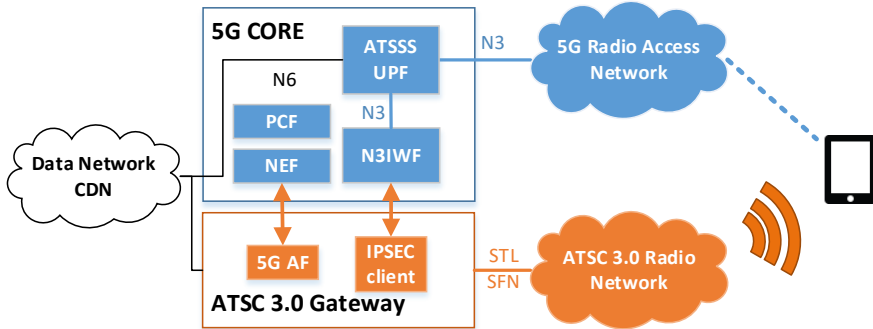 5G CORE
ATSSS
UPF
N3
5G Radio Access
Network
N6
N3
PCF
NEF
N3IWF
Data Network
CDN
5G AF
IPSEC
client
STL
SFN
ATSC 3.0 Radio
Network
ATSC 3.0 Gateway